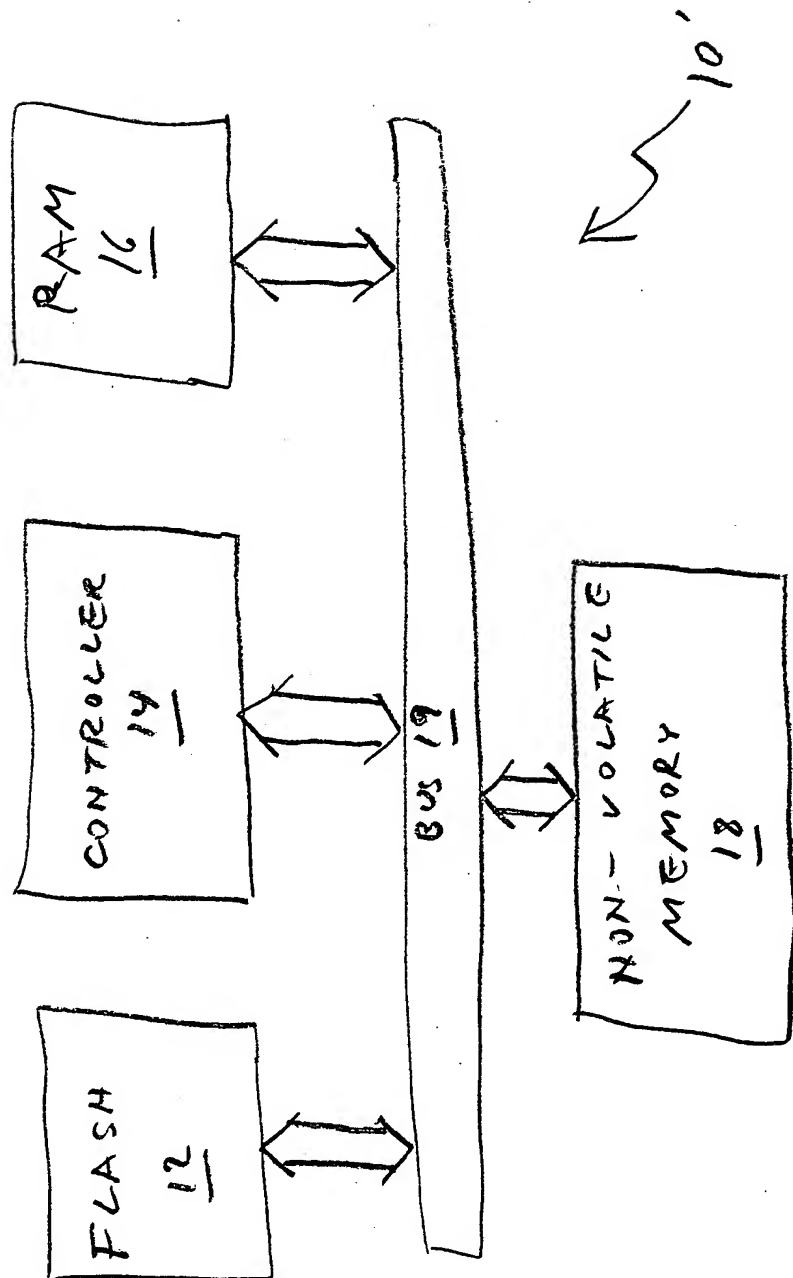 FLASH
12
CONTROLLER
14
RAM
16
BUS 19
NON-VOLATILE
MEMORY
18
10'